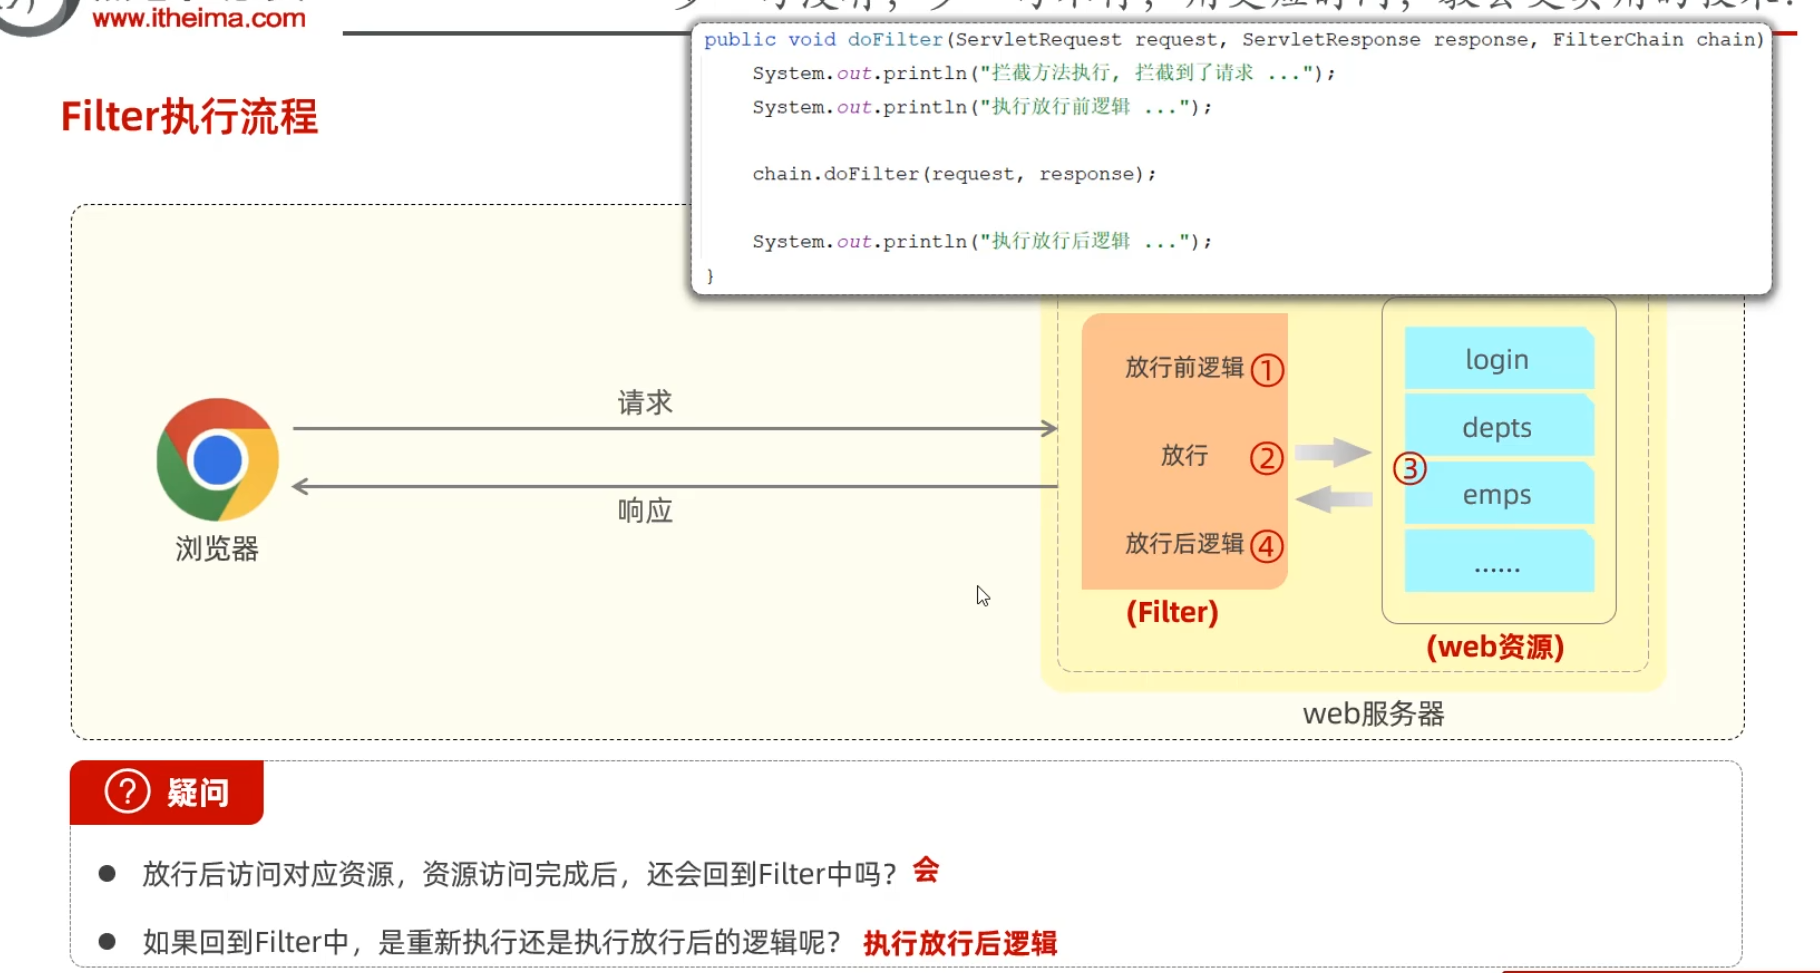 www.itheima.com
public void doFilter(ServletRequest request, ServletResponse response, FilterChain chain)
System.out.println("拦截方法执行, 拦截到了请求 ...");
System.out.println("执行放行前逻辑 ...");
chain.doFilter(request, response);
System.out.println("执行放行后逻辑 ...");
}
Filter执行流程
浏览器
请求
响应
放行前逻辑 ①
放行 ②
放行后逻辑 ④
(Filter)
③
login
depts
emps
......
(web资源)
web服务器
? 疑问
● 放行后访问对应资源，资源访问完成后，还会回到Filter中吗？ 会
● 如果回到Filter中，是重新执行还是执行放行后的逻辑呢？ 执行放行后逻辑